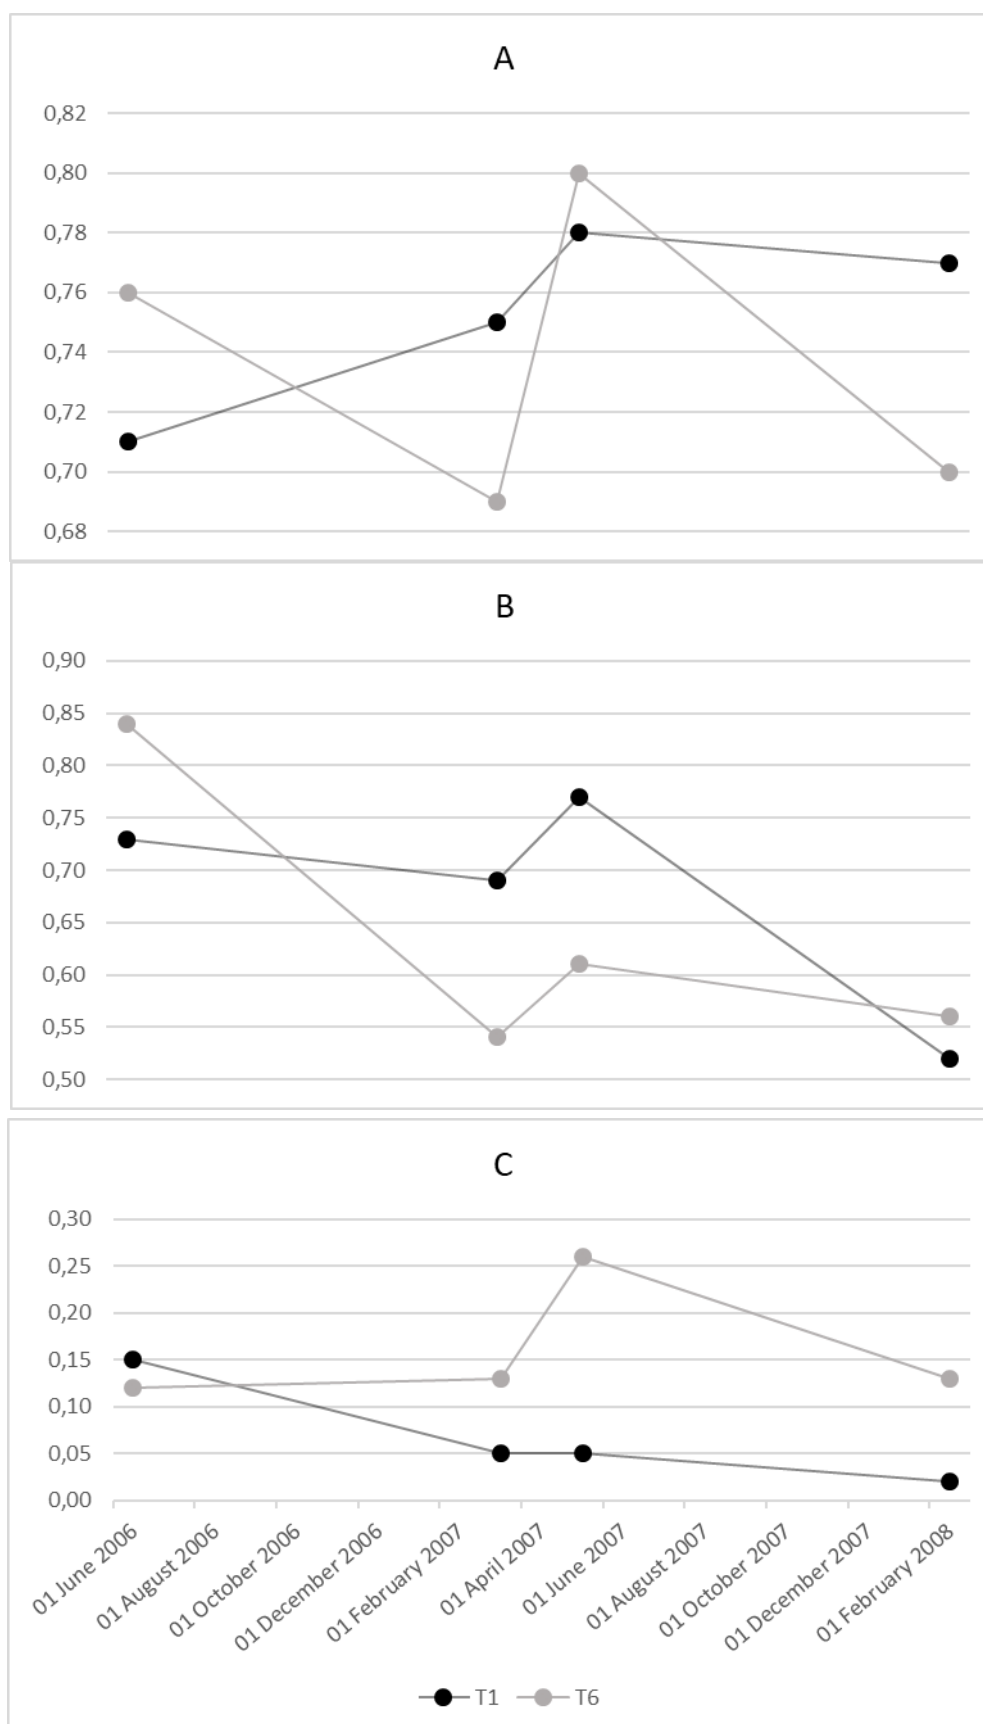 A
0,82
0,80
0,78
0,76
0,74
0,72
0,70
0,68
B
0,90
0,85
0,80
0,75
0,70
0,65
0,60
0,55
0,50
C
0,30
0,25
0,20
0,15
0,10
0,05
0,00
01 June 2006
01 August 2006
01 October 2006
01 December 2006
01 February 2007
01 April 2007
01 June 2007
01 August 2007
01 October 2007
01 December 2007
01 February 2008
T1 T6